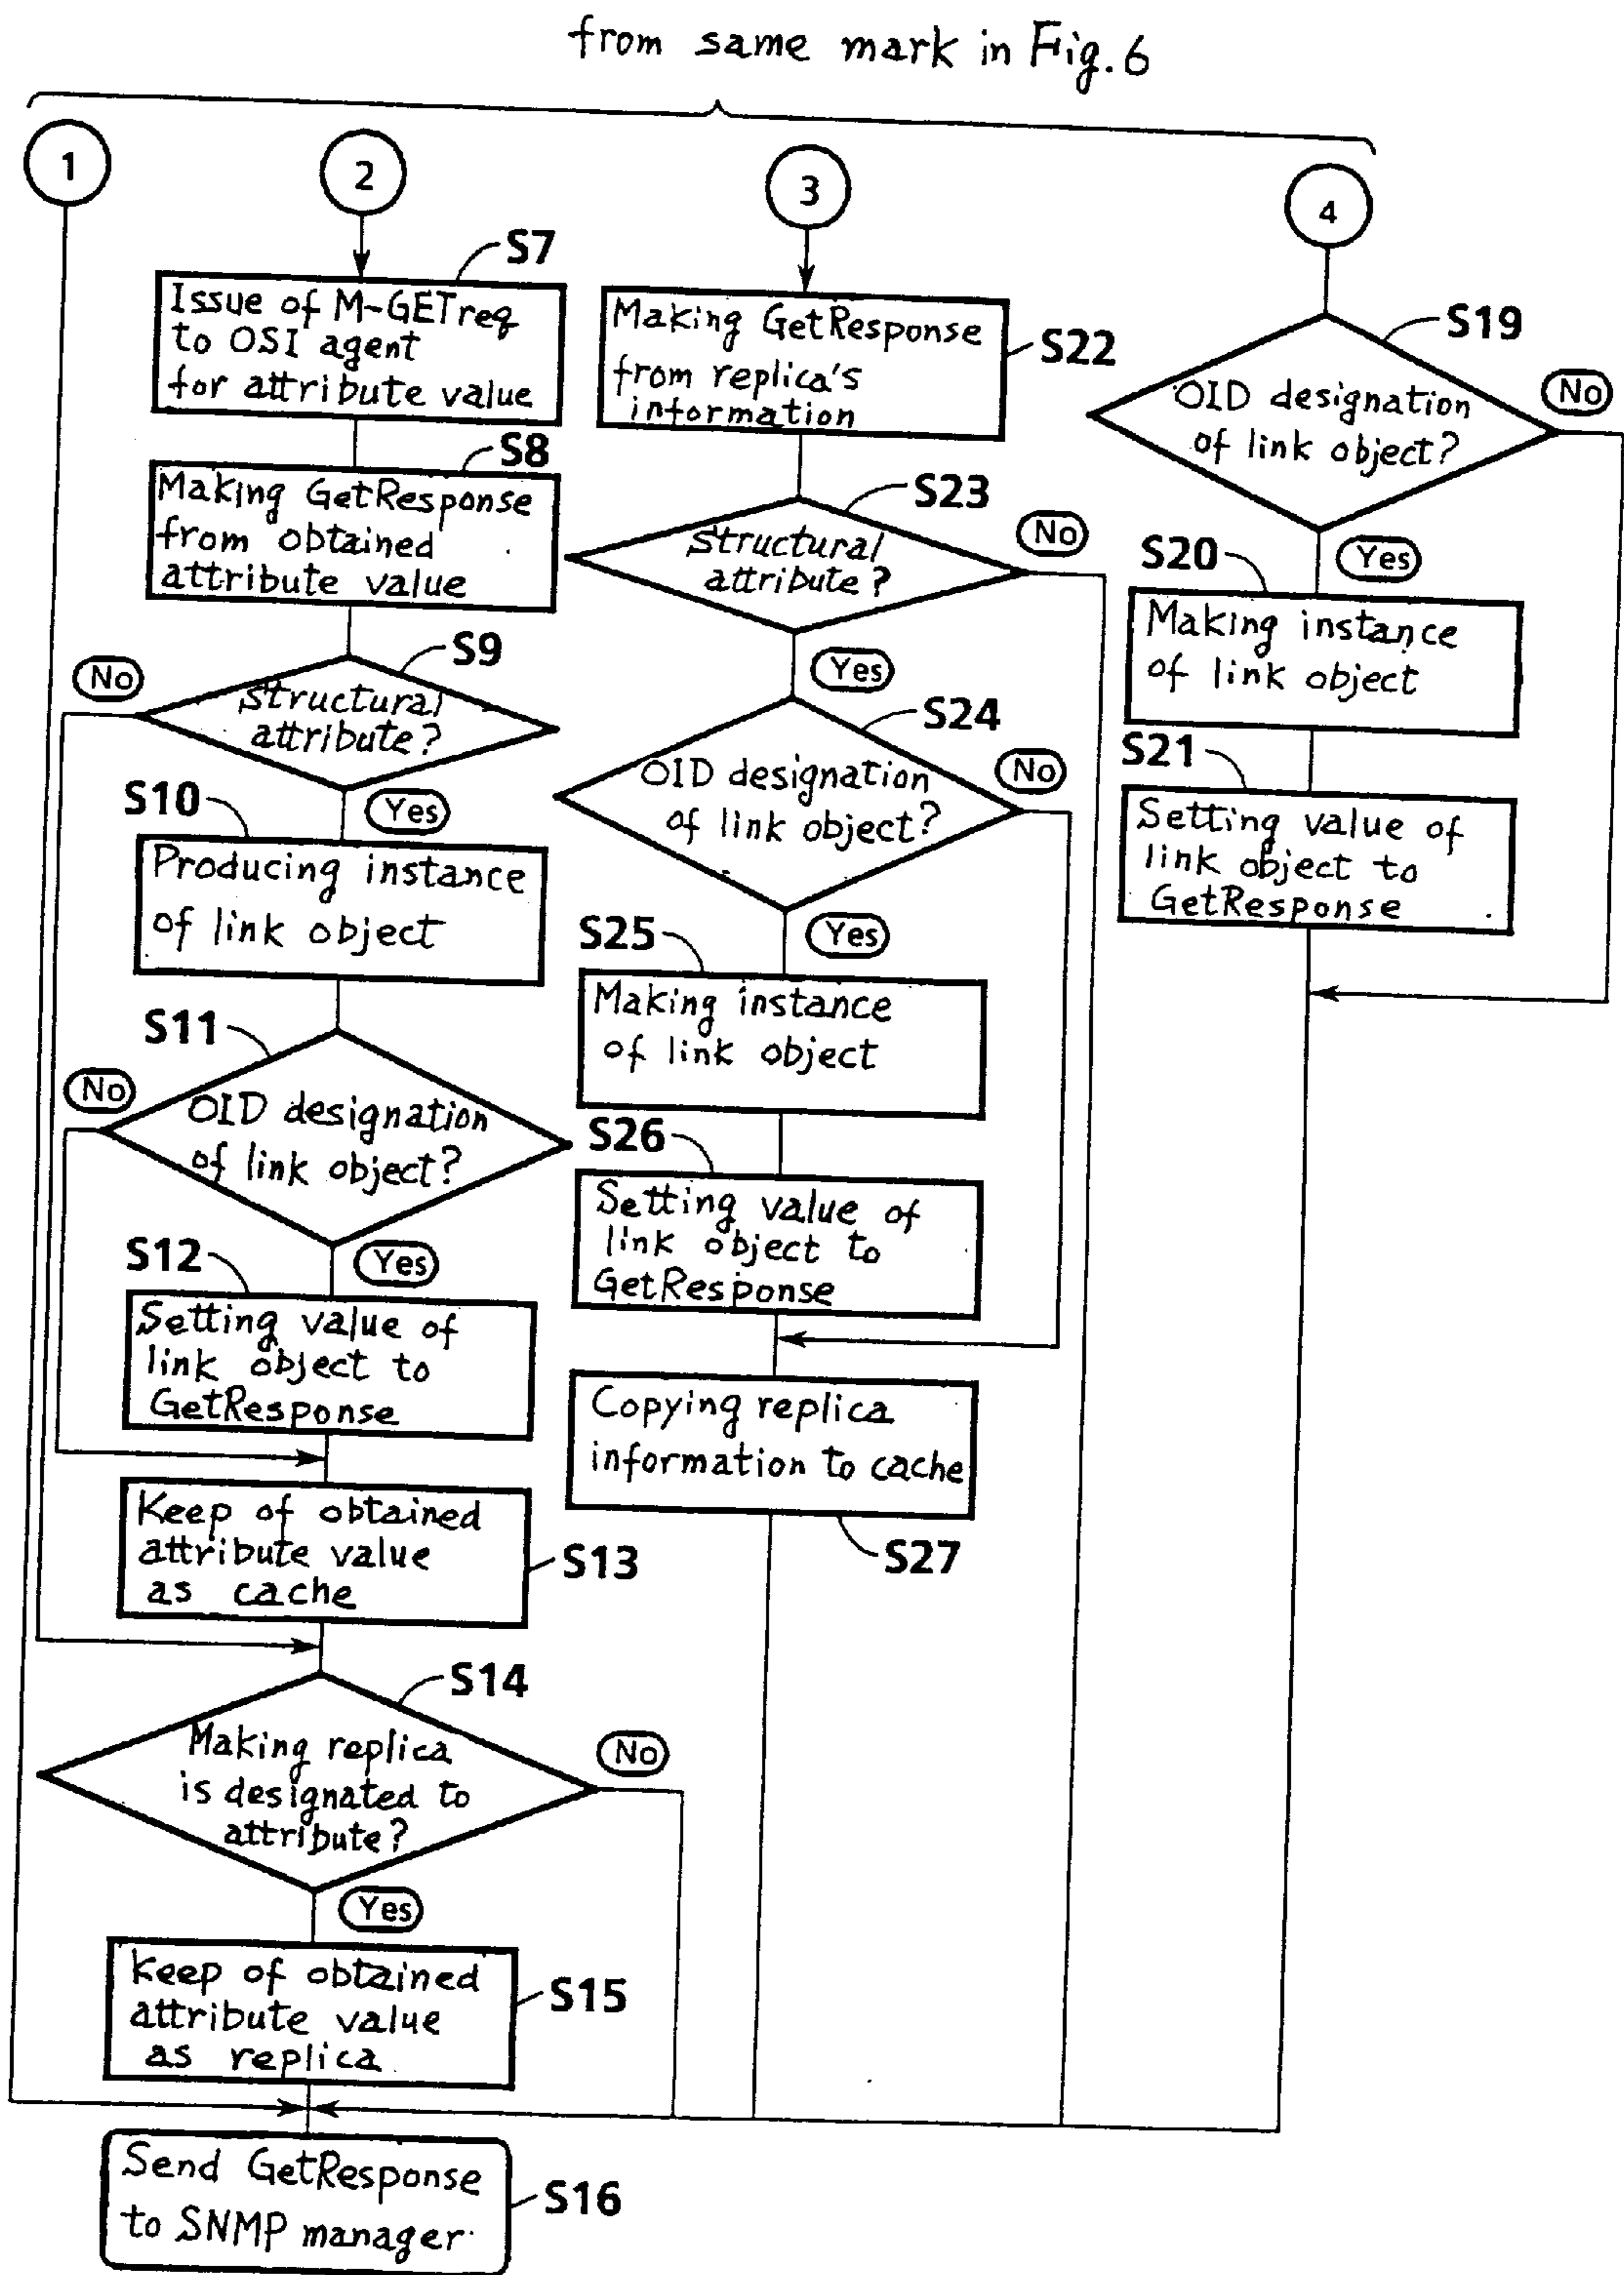 from same mark in Fig.6
1
2
3
4
S7
Issue of M-GETreq
to OSI agent
for attribute value
S8
Making GetResponse
from obtained
attribute value
S9
No
structural
attribute?
Yes
S10
Producing instance
of link object
S11
No
OID designation
of link object?
Yes
S12
Setting value of
link object to
GetResponse
Keep of obtained
attribute value
as cache
S13
S14
Making replica
is designated to
attribute?
No
Yes
Keep of obtained
attribute value
as replica
S15
Send GetResponse
to SNMP manager
S16
Making GetResponse
from replica's
information
S22
S23
structural
attribute?
No
Yes
S24
OID designation
of link object?
No
Yes
S25
Making instance
of link object
S26
Setting value of
link object to
GetResponse
Copying replica
information to cache
S27
S19
OID designation
of link object?
No
Yes
S20
Making instance
of link object
S21
Setting value of
link object to
GetResponse